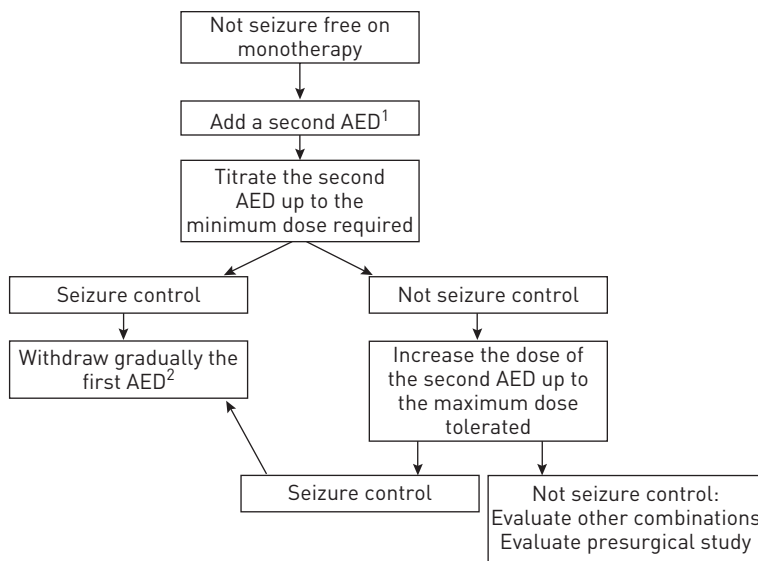 Not seizure free on
monotherapy
Add a second AED1
Titrate the second
AED up to the
minimum dose required
Seizure control
Not seizure control
Withdraw gradually the
first AED2
Increase the dose of
the second AED up to
the maximum dose
tolerated
Seizure control
Not seizure control:
Evaluate other combinations
Evaluate presurgical study